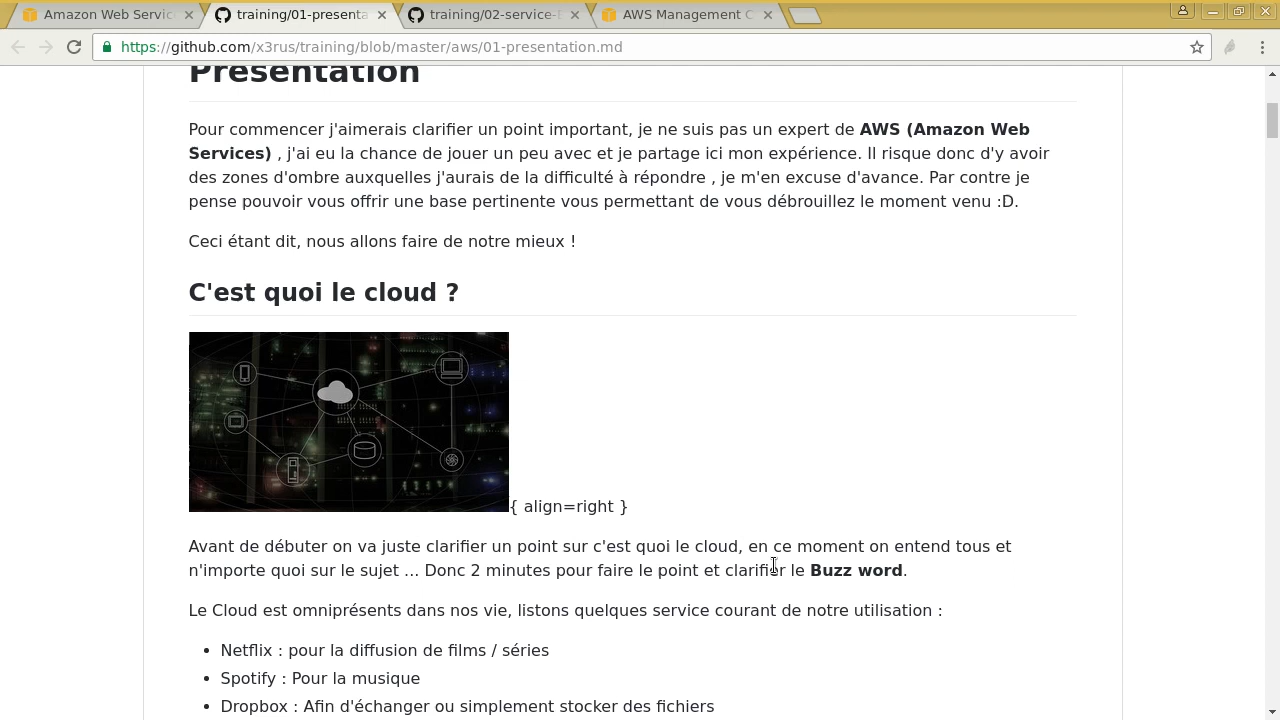 Amazon Web Servic
training/01-presenta
training/02-service-E
AWS Management C
https://github.com/x3rus/training/blob/master/aws/01-presentation.md
Présentation
Pour commencer j'aimerais clarifier un point important, je ne suis pas un expert de AWS (Amazon Web
Services) , j'ai eu la chance de jouer un peu avec et je partage ici mon expérience. Il risque donc d'y avoir
des zones d'ombre auxquelles j'aurais de la difficulté à répondre , je m'en excuse d'avance. Par contre je
pense pouvoir vous offrir une base pertinente vous permettant de vous débrouillez le moment venu :D.
Ceci étant dit, nous allons faire de notre mieux !
C'est quoi le cloud ?
{ align=right }
Avant de débuter on va juste clarifier un point sur c'est quoi le cloud, en ce moment on entend tous et
n'importe quoi sur le sujet ... Donc 2 minutes pour faire le point et clarifier le Buzz word.
Le Cloud est omniprésents dans nos vie, listons quelques service courant de notre utilisation :
• Netflix : pour la diffusion de films / séries
• Spotify : Pour la musique
• Dropbox : Afin d'échanger ou simplement stocker des fichiers